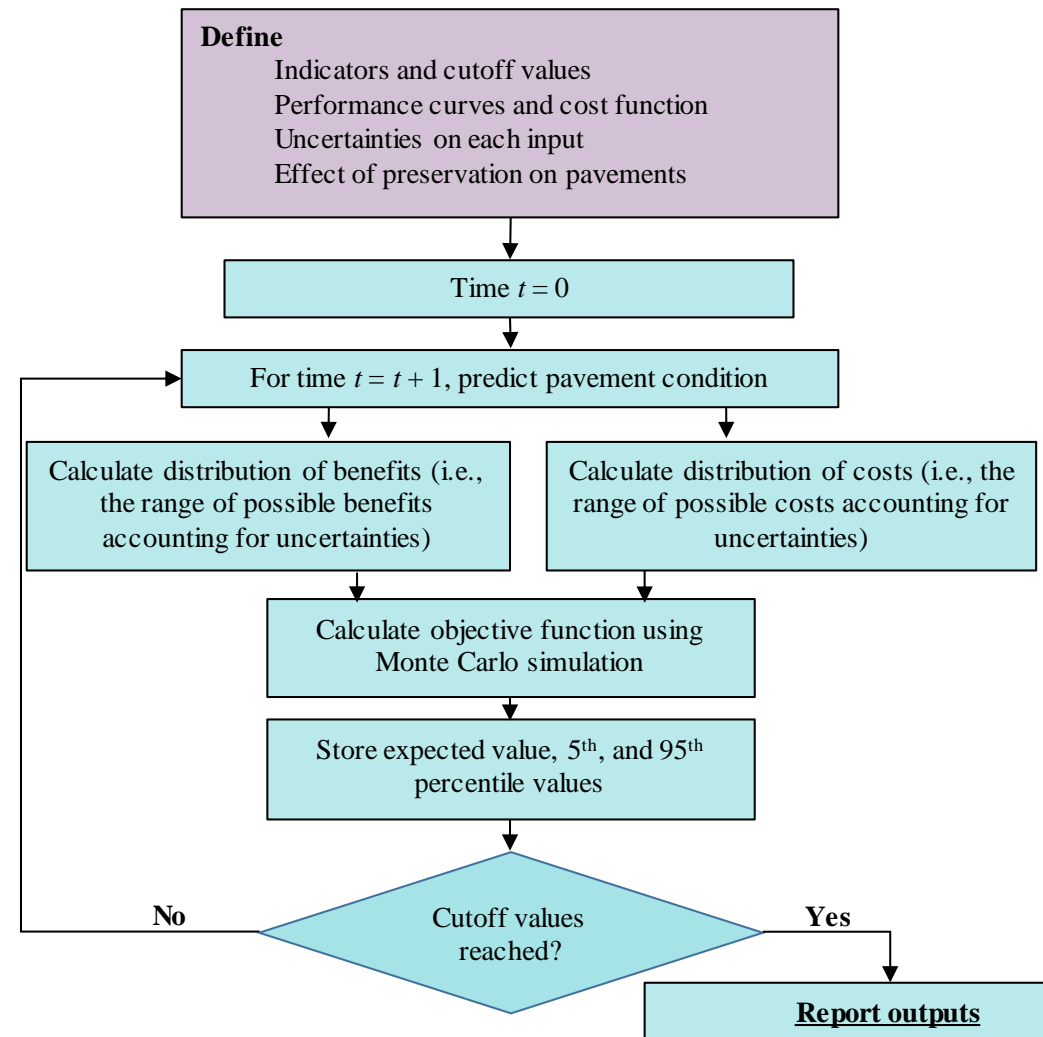 Define
Indicators and cutoff values
Performance curves and cost function
Uncertainties on each input
Effect of preservation on pavements
Time t = 0
For time t = t + 1, predict pavement condition
Calculate distribution of benefits (i.e.,
the range of possible benefits
accounting for uncertainties)
Calculate distribution of costs (i.e., the
range of possible costs accounting for
uncertainties)
Calculate objective function using
Monte Carlo simulation
Store expected value, 5th, and 95th
percentile values
Cutoff values
reached?
No
Yes
Report outputs